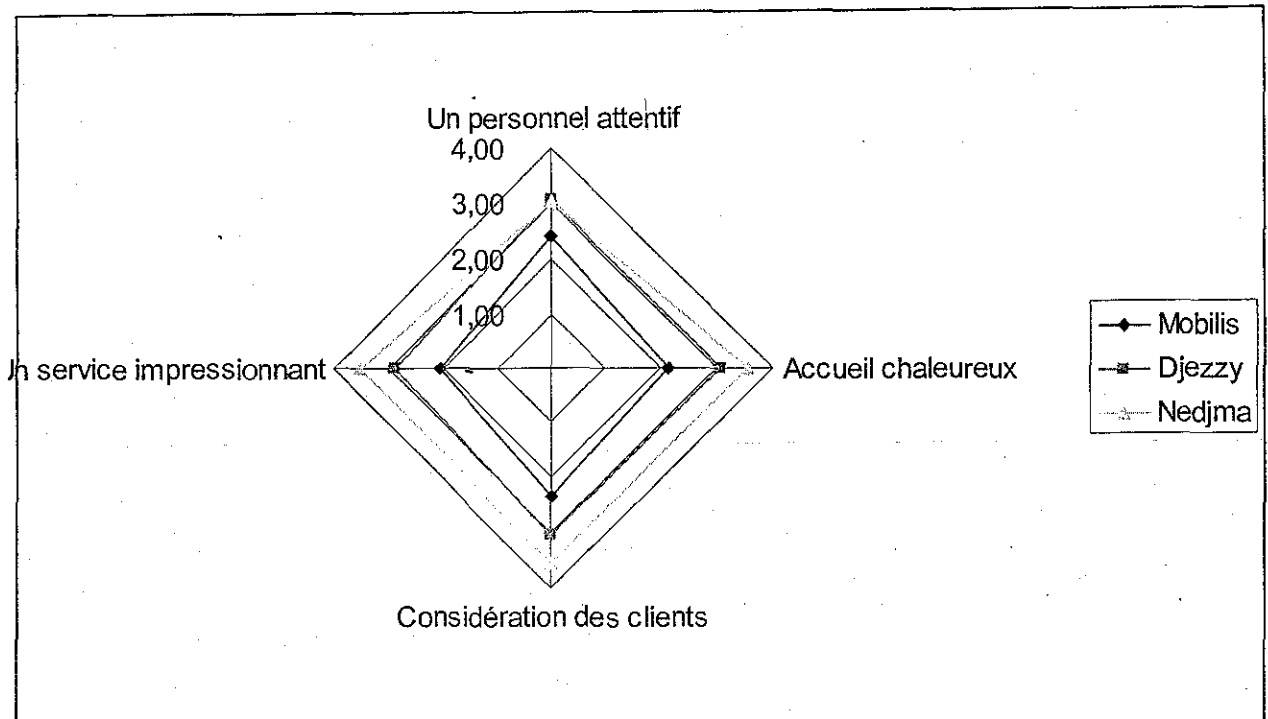 Un personnel attentif
4,00
3,00
2,00
1,00
Jn service impressionnant
Accueil chaleureux
Considération des clients
Mobilis
Djezzy
Nedjma